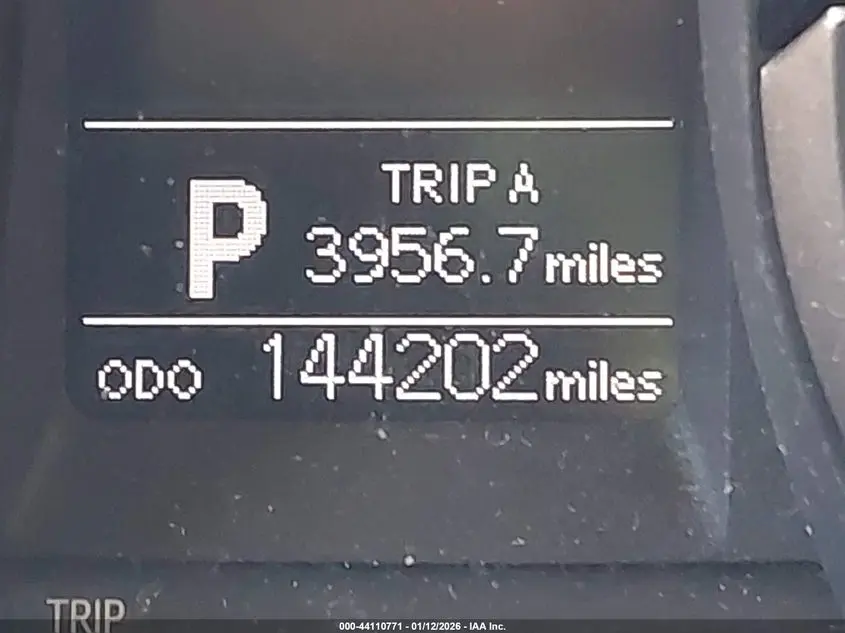 TRIP A
P 3956.7 miles
ODO 144202 miles
TRIP
000-44110771 - 01/12/2026 - IAA Inc.